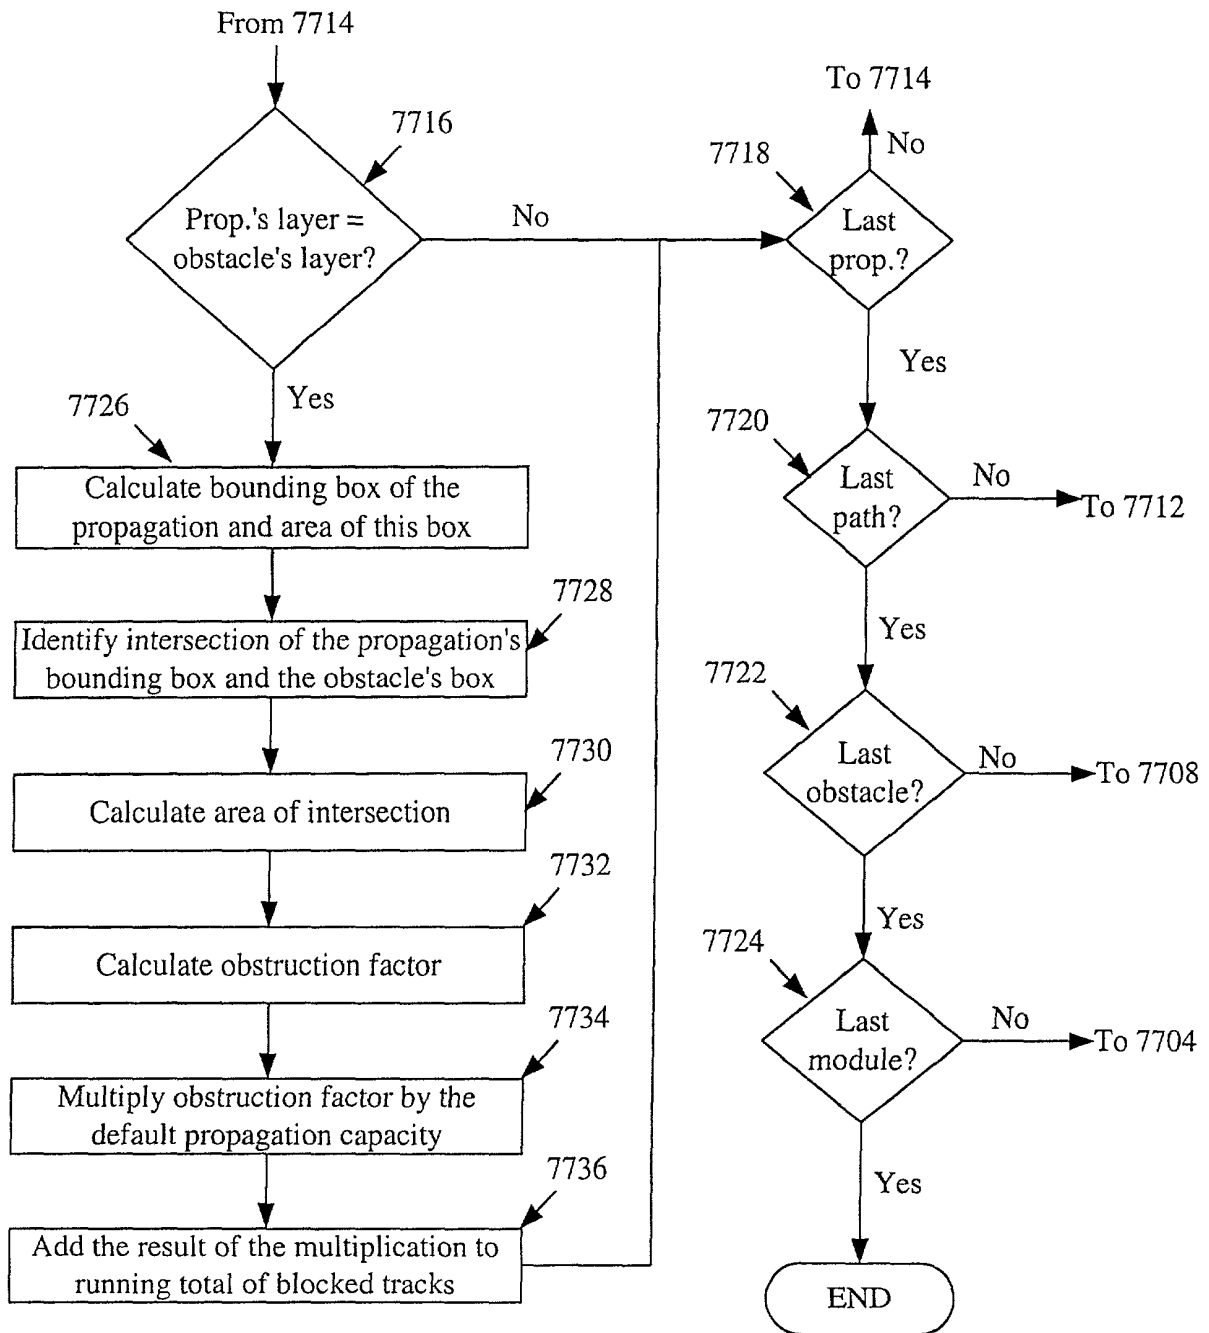 From 7714
7716
Prop.'s layer =
obstacle's layer?
No
Yes
7726
Calculate bounding box of the
propagation and area of this box
7728
Identify intersection of the propagation's
bounding box and the obstacle's box
7730
Calculate area of intersection
7732
Calculate obstruction factor
7734
Multiply obstruction factor by the
default propagation capacity
7736
Add the result of the multiplication to
running total of blocked tracks
To 7714
No
7718
Last
prop.?
Yes
7720
Last
path?
No
To 7712
Yes
7722
Last
obstacle?
No
To 7708
Yes
7724
Last
module?
No
To 7704
Yes
END